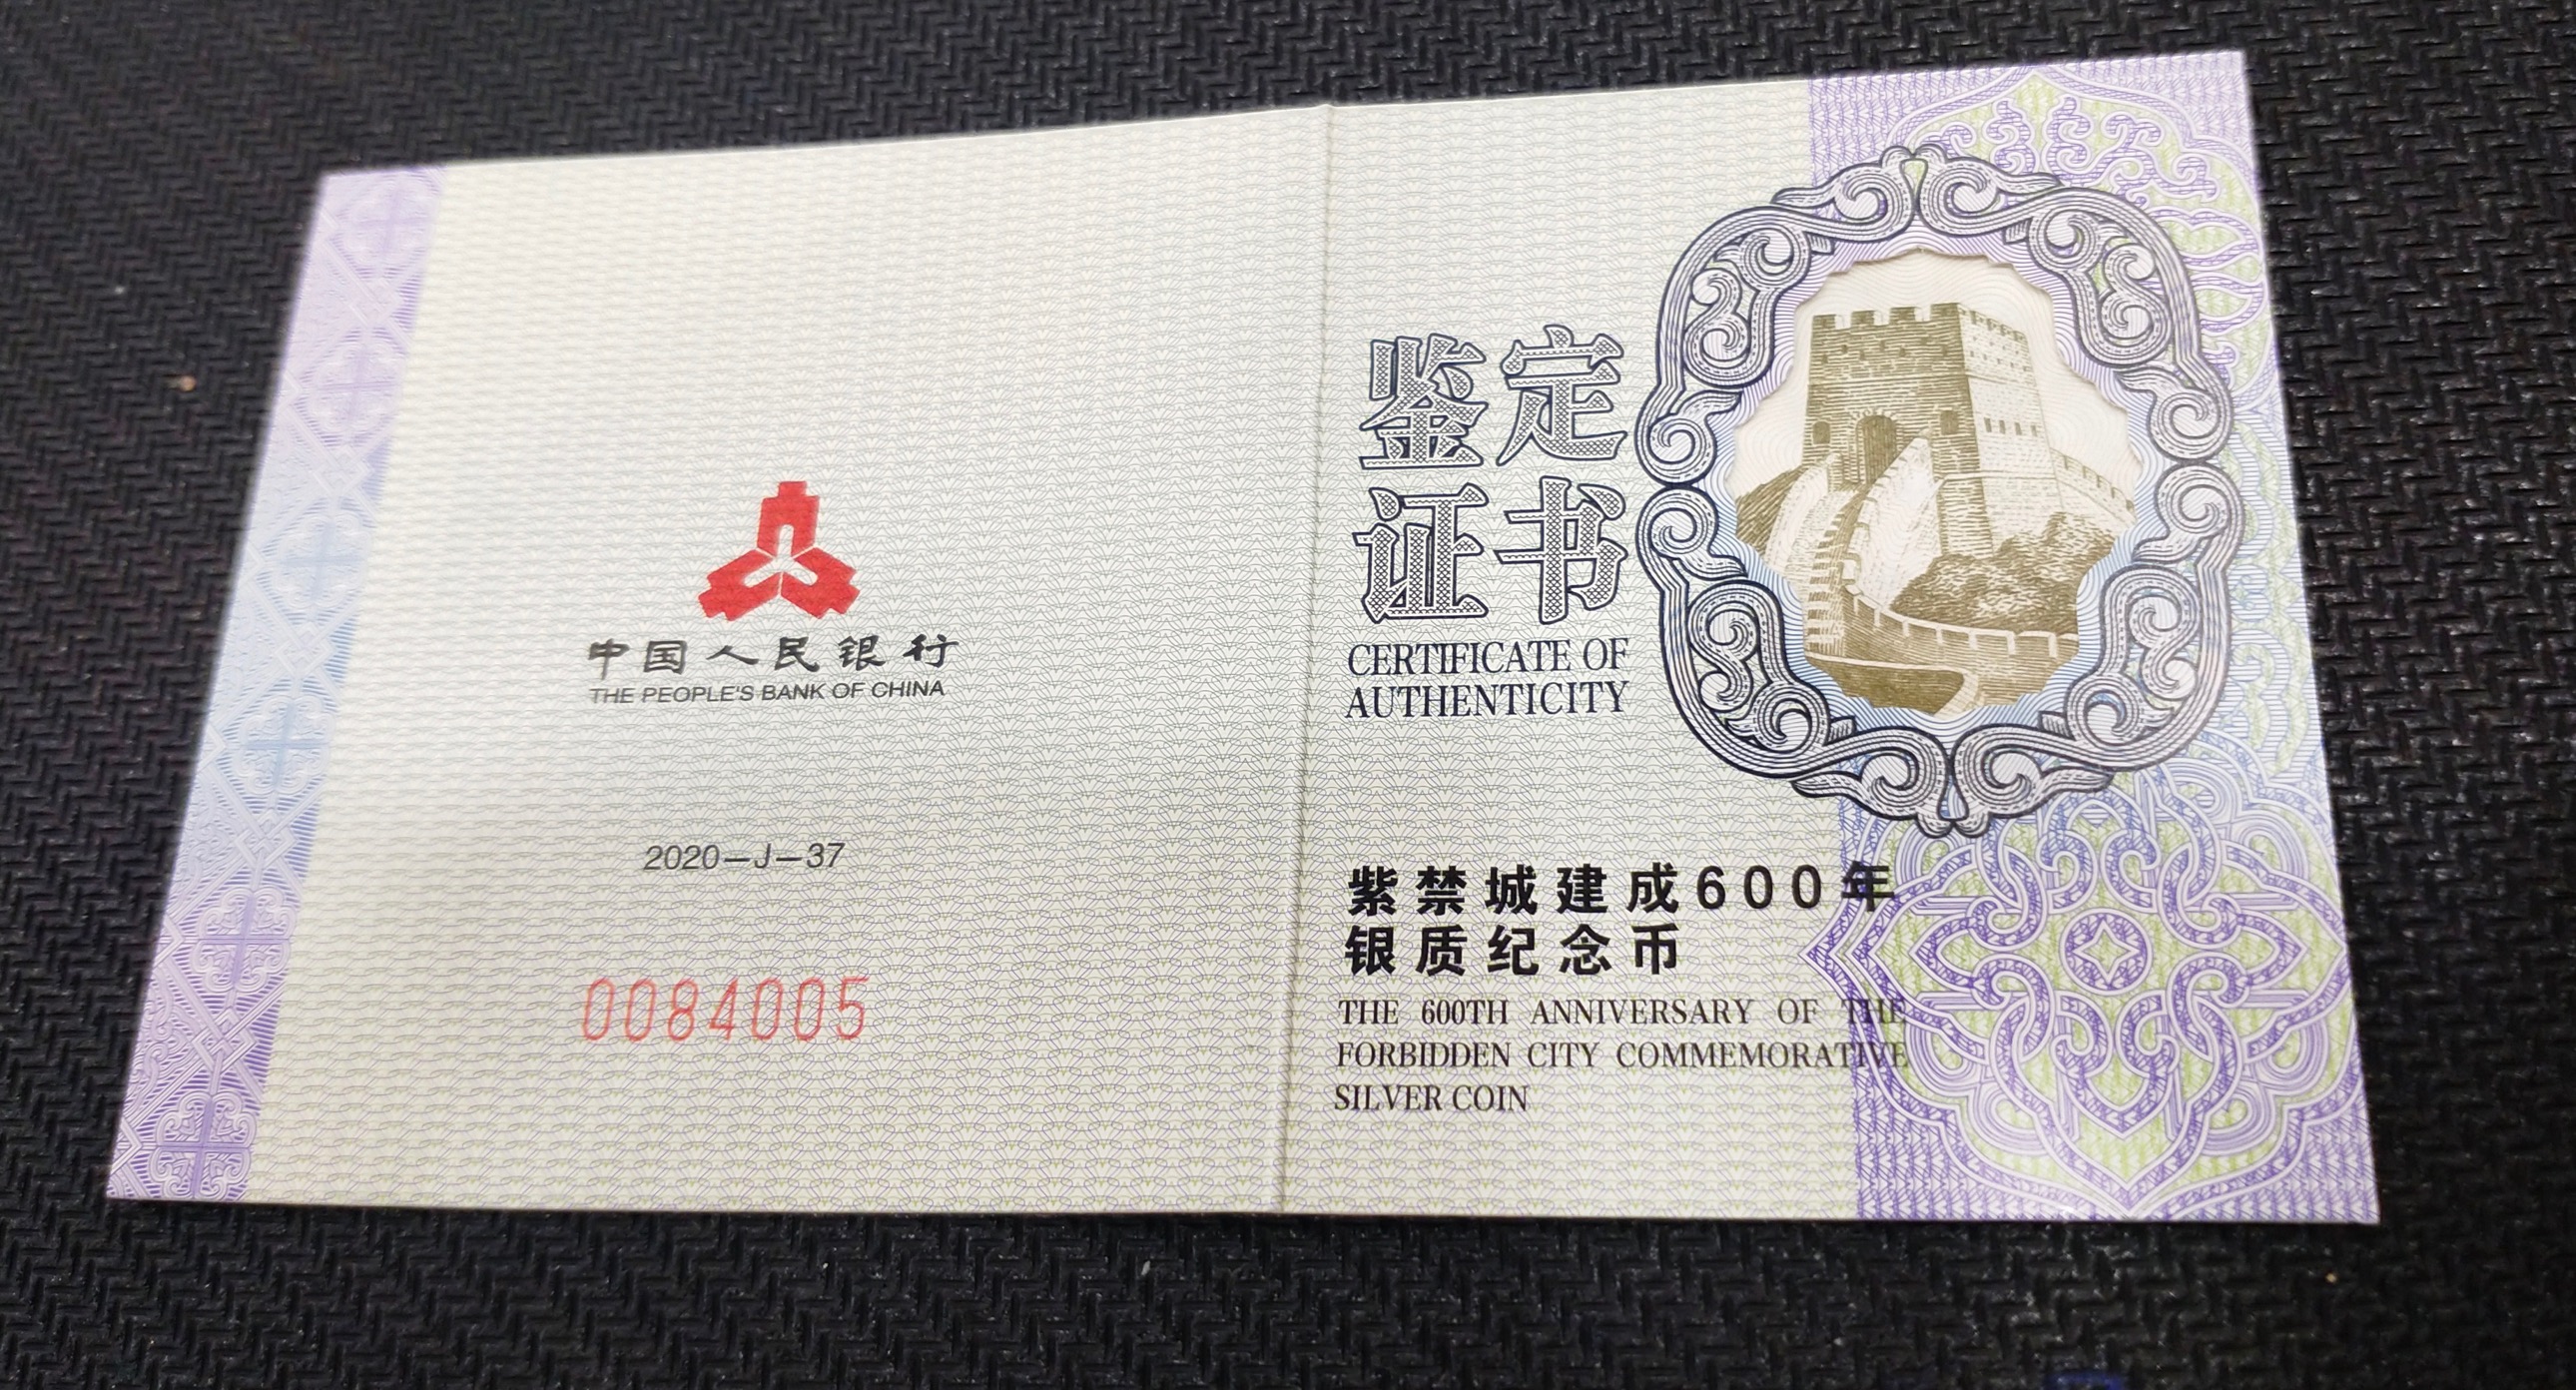 中国人民银行
THE PEOPLE'S BANK OF CHINA
2020-J-37
0084005
鉴定
证书
CERTIFICATE OF
AUTHENTICITY
紫禁城建成600年
银质纪念币
THE 600TH ANNIVERSARY OF THE
FORBIDDEN CITY COMMEMORATIVE
SILVER COIN